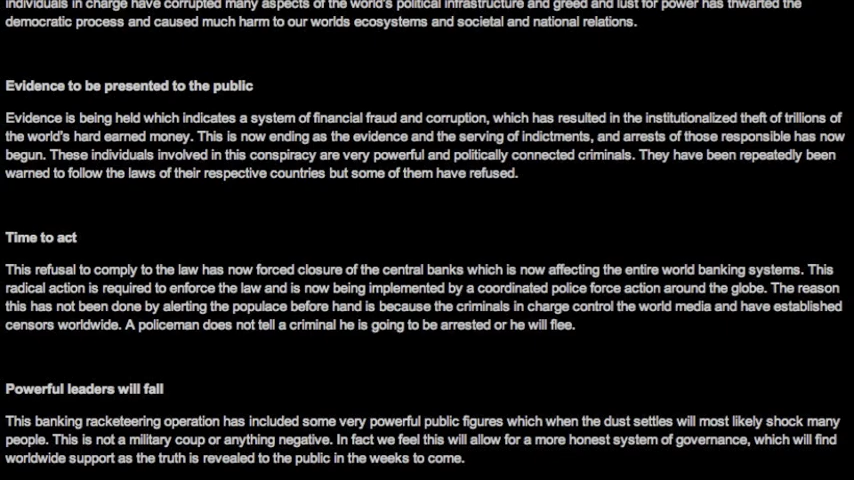 individuals in charge have corrupted many aspects of the world's political infrastructure and greed and lust for power has thwarted the
democratic process and caused much harm to our worlds ecosystems and societal and national relations.
Evidence to be presented to the public
Evidence is being held which indicates a system of financial fraud and corruption, which has resulted in the institutionalized theft of trillions of
the world's hard earned money. This is now ending as the evidence and the serving of indictments, and arrests of those responsible has now
begun. These individuals involved in this conspiracy are very powerful and politically connected criminals. They have been repeatedly been
warned to follow the laws of their respective countries but some of them have refused.
Time to act
This refusal to comply to the law has now forced closure of the central banks which is now affecting the entire world banking systems. This
radical action is required to enforce the law and is now being implemented by a coordinated police force action around the globe. The reason
this has not been done by alerting the populace before hand is because the criminals in charge control the world media and have established
censors worldwide. A policeman does not tell a criminal he is going to be arrested or he will flee.
Powerful leaders will fall
This banking racketeering operation has included some very powerful public figures which when the dust settles will most likely shock many
people. This is not a military coup or anything negative. In fact we feel this will allow for a more honest system of governance, which will find
worldwide support as the truth is revealed to the public in the weeks to come.